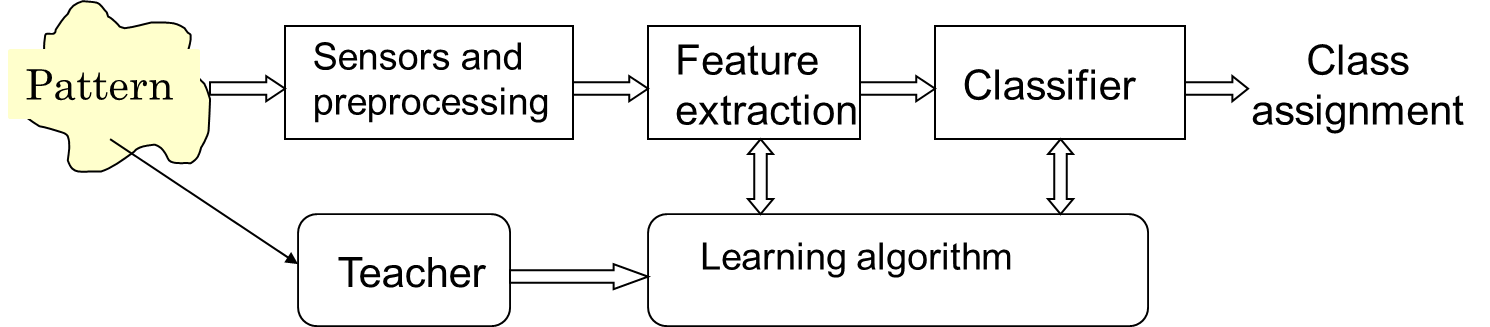 Pattern
Sensors and
preprocessing
Feature
extraction
Classifier
Class
assignment
Teacher
Learning algorithm